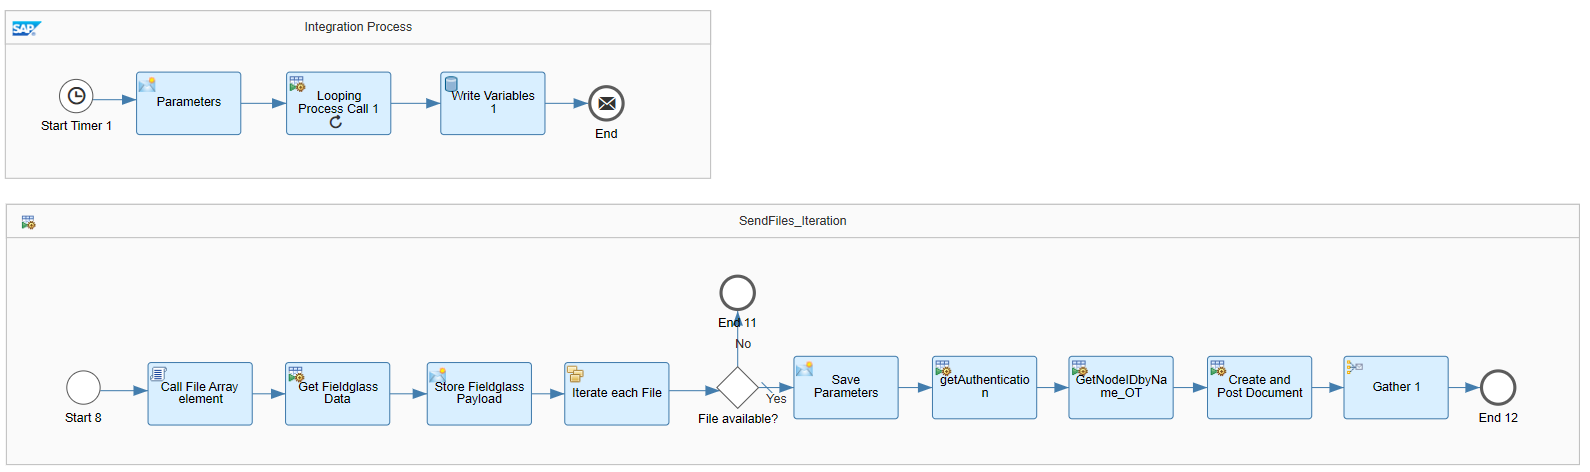 SAP
Integration Process
Parameters
Looping
Process Call 1
Write Variables
1
Start Timer 1
End
SendFiles_Iteration
End 11
No
Start 8
Call File Array
element
Get Fieldglass
Data
Store Fieldglass
Payload
Iterate each File
File available?
Yes
Save
Parameters
getAuthenticatio
n
GetNodeIDbyNa
me_OT
Create and
Post Document
Gather 1
End 12